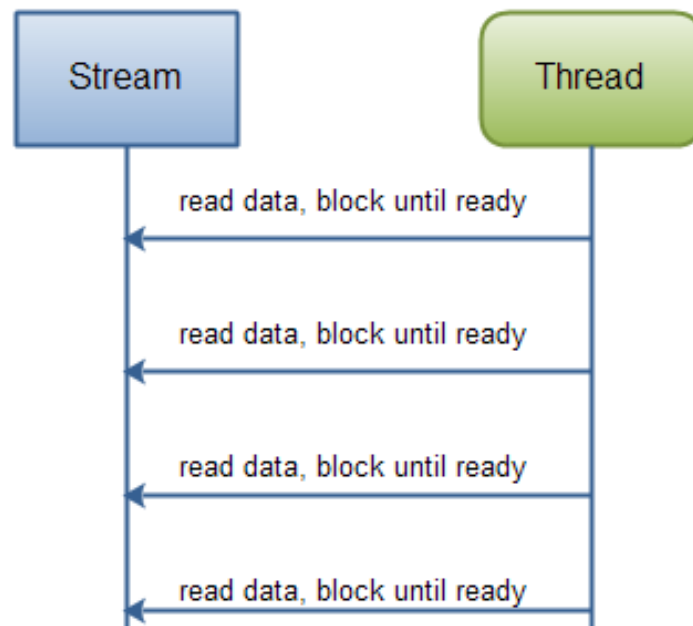 Stream
Thread
read data, block until ready
read data, block until ready
read data, block until ready
read data, block until ready